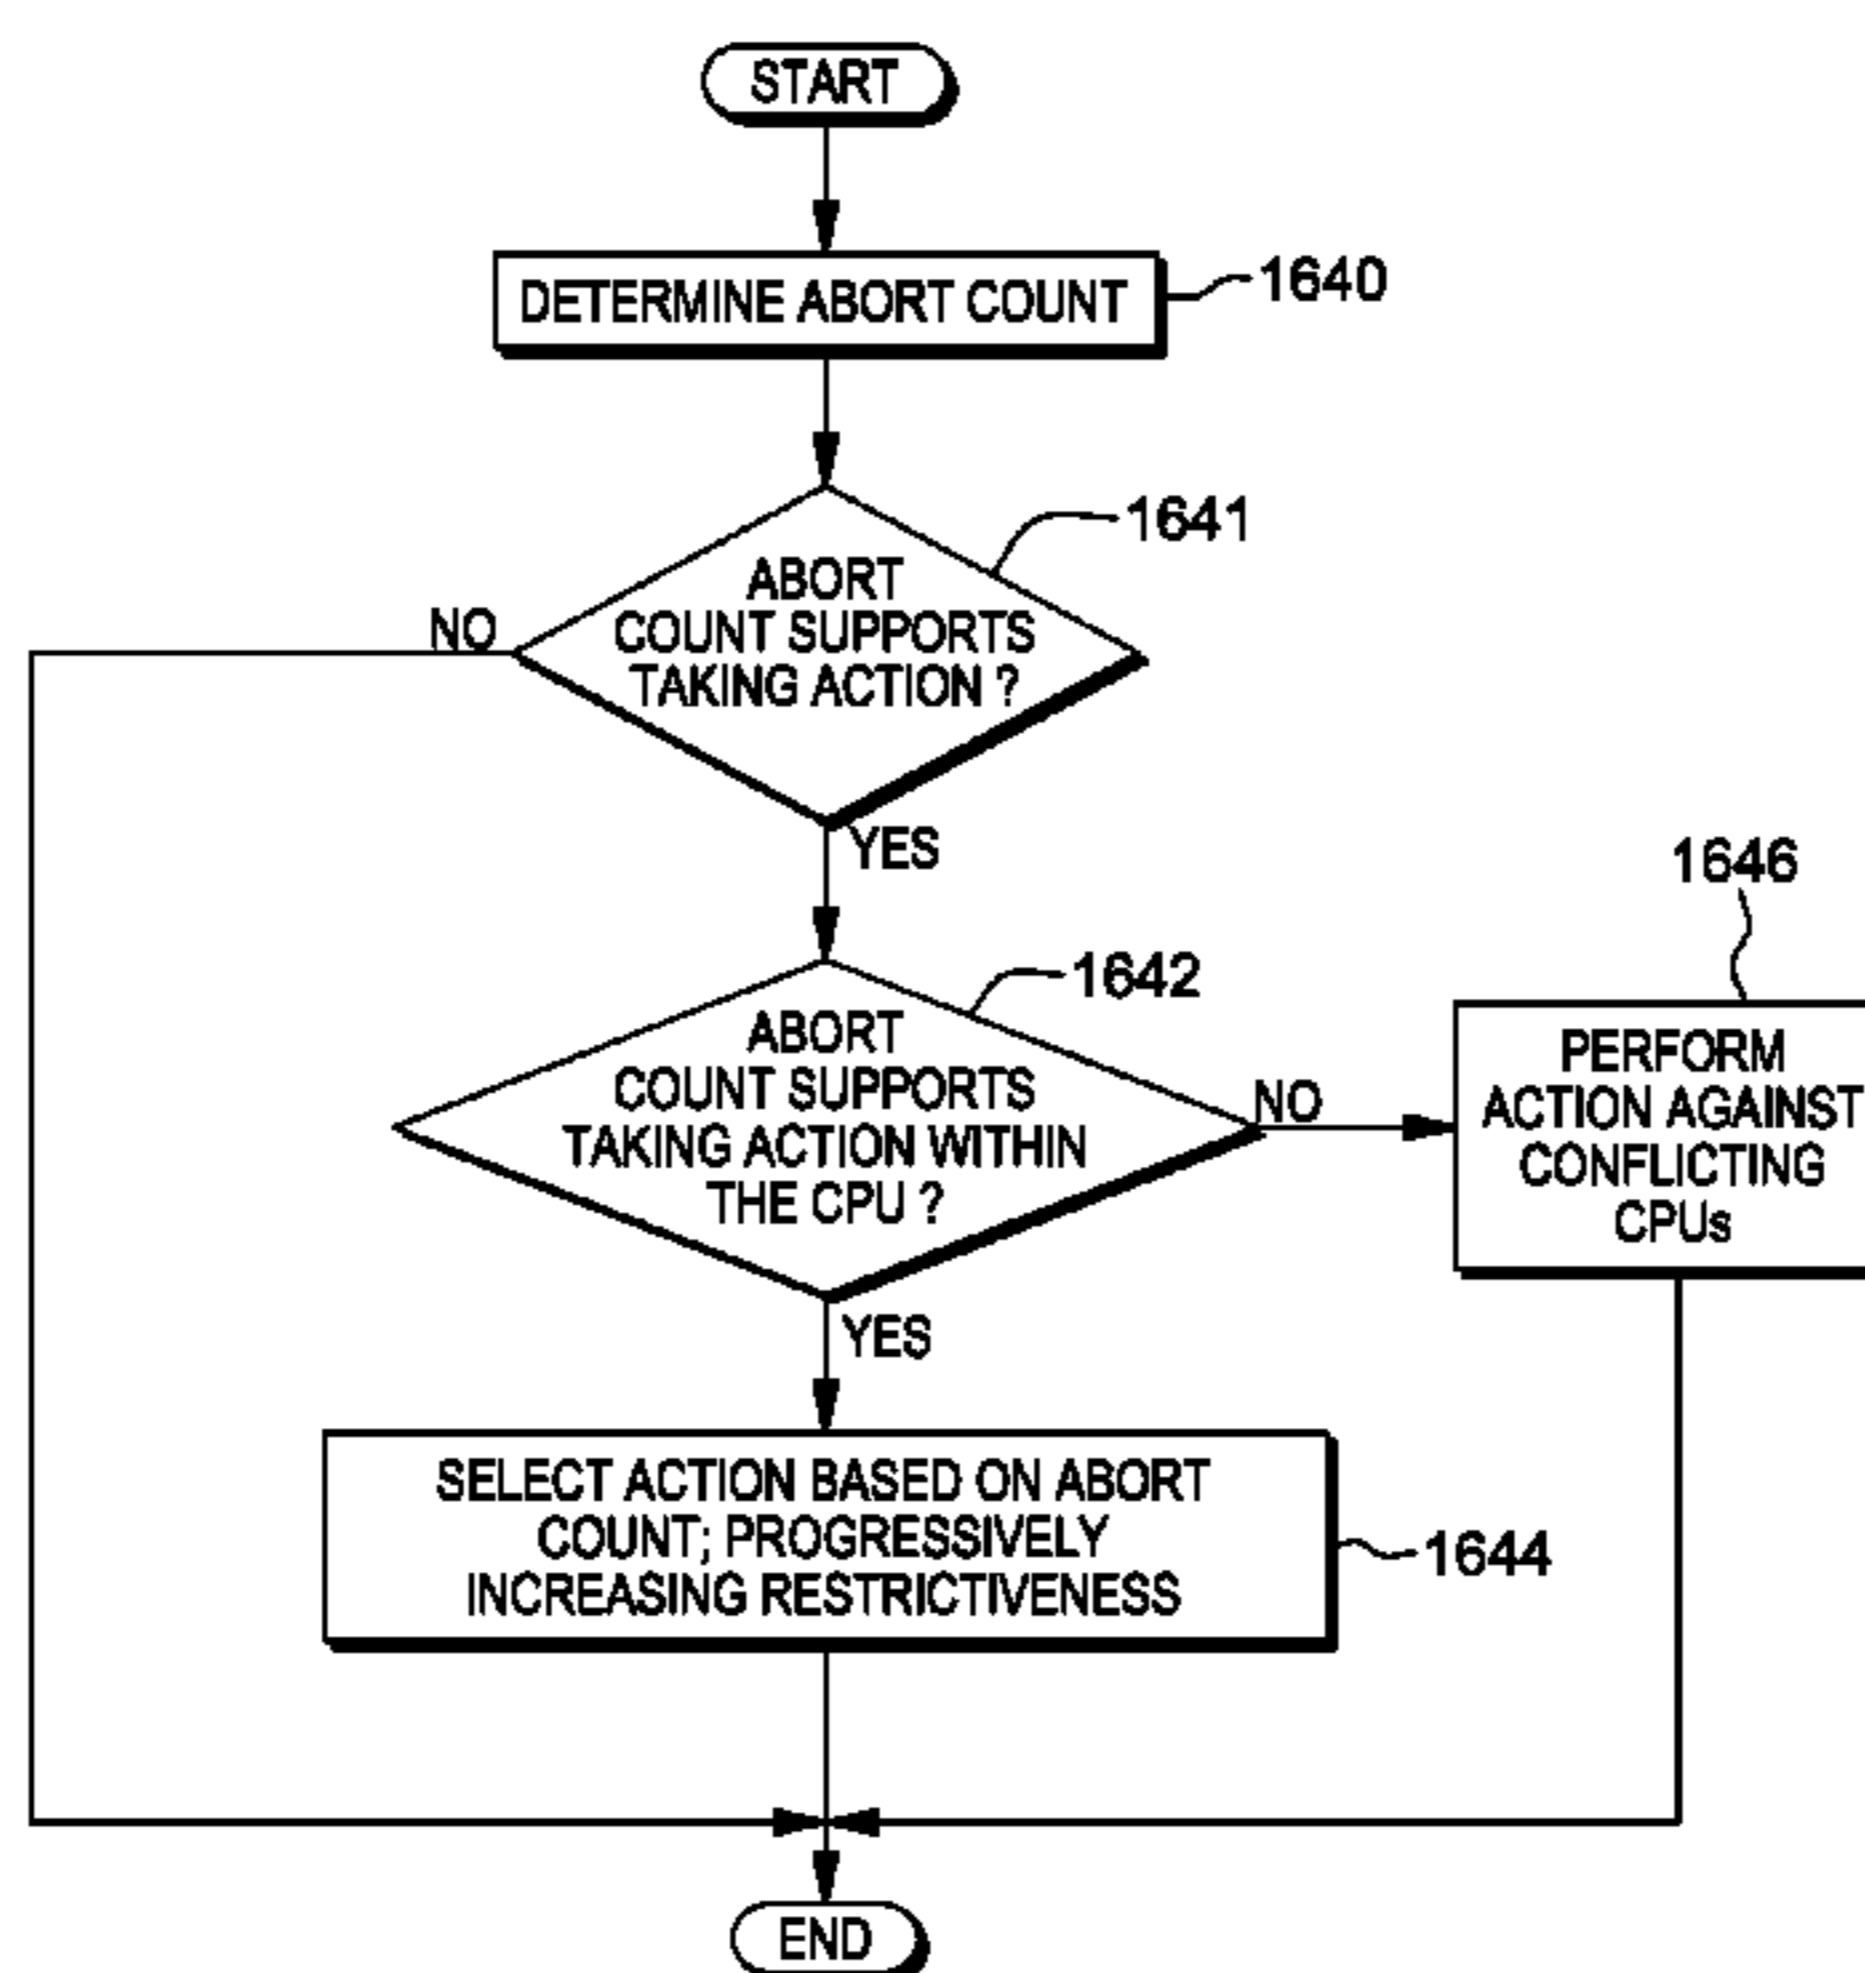 START
DETERMINE ABORT COUNT
1640
1641
ABORT
COUNT SUPPORTS
TAKING ACTION ?
NO
YES
1646
1642
ABORT
COUNT SUPPORTS
TAKING ACTION WITHIN
THE CPU ?
NO
PERFORM
ACTION AGAINST
CONFLICTING
CPUs
YES
SELECT ACTION BASED ON ABORT
COUNT; PROGRESSIVELY
INCREASING RESTRICTIVENESS
1644
END